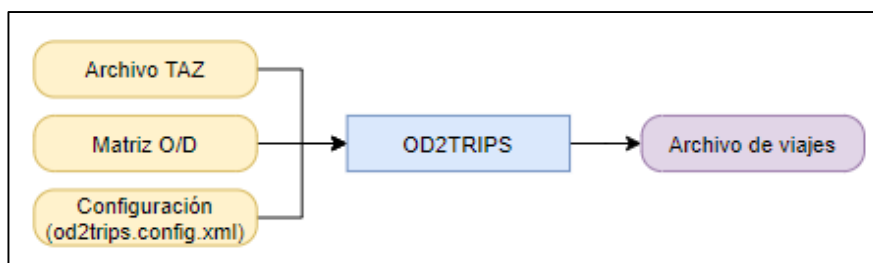 Archivo TAZ
Matriz O/D
Configuración
(od2trips.config.xml)
OD2TRIPS
Archivo de viajes